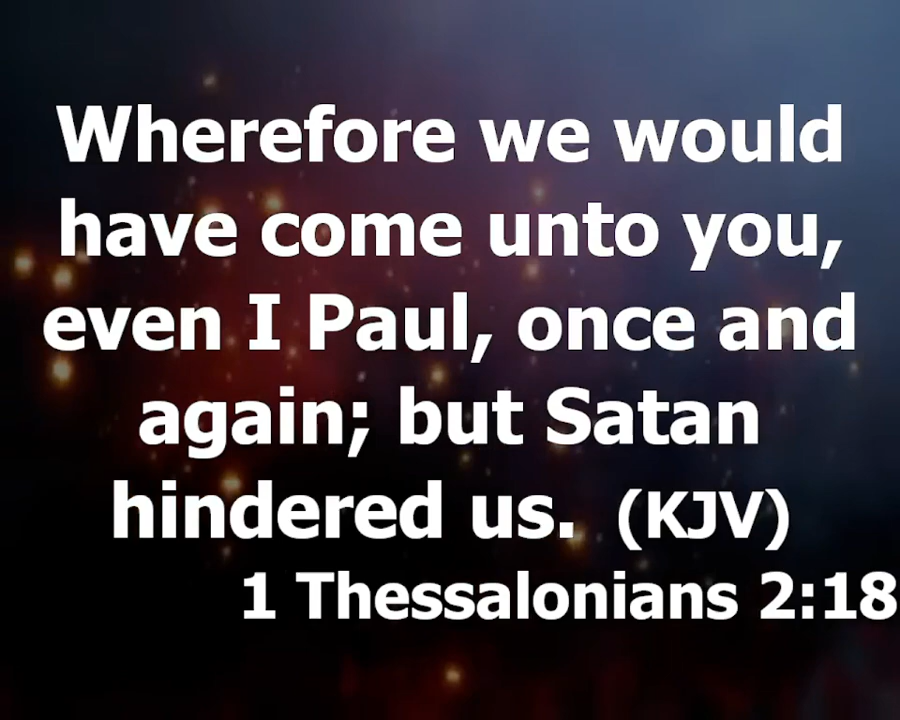 Wherefore we would
have come unto you,
even I Paul, once and
again; but Satan
hindered us. (KJV)
1 Thessalonians 2:18